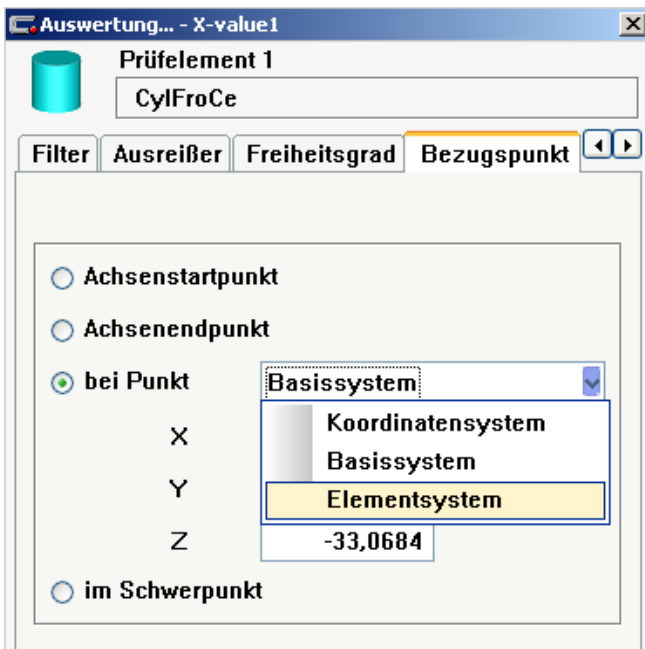 Auswertung... - X-value1
Prüfelement 1
CylFroCe
Filter Ausreißer Freiheitsgrad Bezugspunkt
Achsenstartpunkt
Achsenendpunkt
bei Punkt Basissystem
Koordinatensystem
X
Basissystem
Y
Elementsystem
Z -33,0684
im Schwerpunkt